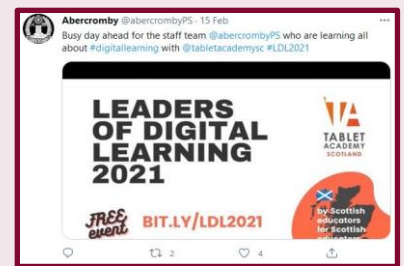 Abercromby @abercrombyPS · 15 Feb
Busy day ahead for the staff team @abercrombyPS who are learning all
about #digitallearning with @tabletacademysc #LDL2021
LEADERS
OF DIGITAL
LEARNING
2021
TA
TABLET
ACADEMY
SCOTLAND
FREE
event
BIT.LY/LDL2021
by Scottish
educators
for Scottish
educators
2
4